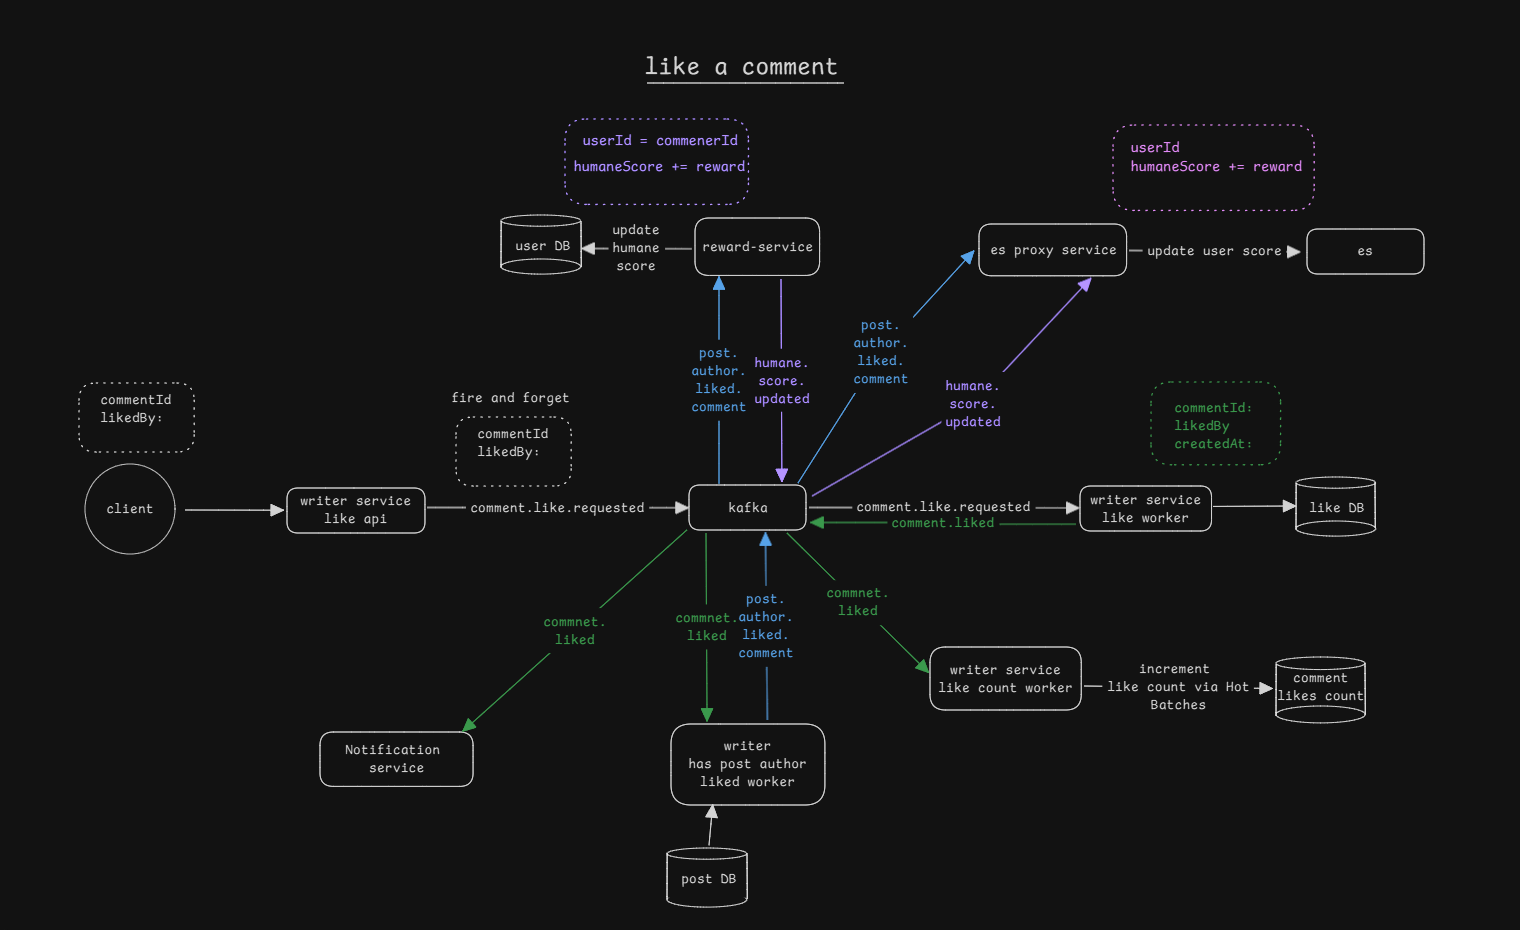 like a comment
userId = commenerId
humaneScore += reward
userId
humaneScore += reward
user DB
update
humane
score
reward-service
es proxy service
update user score
es
post.
author.
liked.
comment
humane.
score.
updated
post.
author.
liked.
comment
humane.
score.
updated
commentId
likedBy:
fire and forget
commentId
likedBy:
commentId:
likedBy
createdAt:
client
writer service
like api
comment.like.requested
kafka
comment.like.requested
comment.liked
writer service
like worker
like DB
commnet.
liked
commnet.
liked
post.
author.
liked.
comment
commnet.
liked
writer service
like count worker
increment
like count via Hot
Batches
comment
likes count
Notification
service
writer
has post author
liked worker
post DB